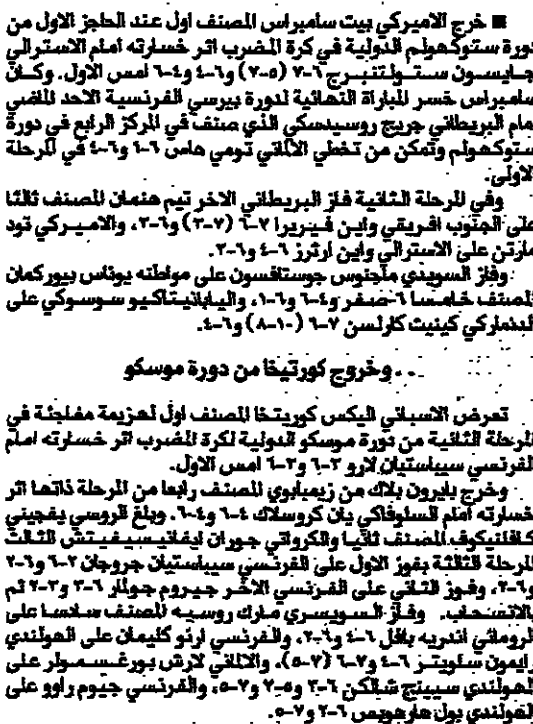 ■ خرج الاميركي بيت سامبراس المصنف اول عند الحاجز الاول من
دورة ستوكهولم الدولية في كرة المضرب اثر خسارته امام الاسترالي
جايسون ستولتنبرج ٦-٧ (٥-٧) و٦-٤ و٤-٦ امس الاول. وكان
سامبراس خسر المباراة النهائية لدورة بيرسي الفرنسية الاحد الماضي
امام البريطاني جريج روسيدسكي الذي صنف في المركز الرابع في دورة
ستوكهولم وتمكن من تخطي الالماني تومي هاس ٦-١ و٦-٤ في المرحلة
الاولى.
وفي المرحلة الثانية فاز البريطاني الاخر تيم هنمان المصنف ثالثا
على الجنوب افريقي واين فيريرا ٧-٦ (٧-٣) و٦-٢، والاميركي تود
مارتن على الاسترالي واين ارثرز ٦-٤ و٦-٢.
وفاز السويدي ماجنوس جوستافسون على مواطنه يوناس بيوركمان
المصنف خامسا ٦-صفر و٤-٦ و٦-١، والياباني تاكيو سوسوكي على
الدنماركي كينيث كارلسن ٧-٦ (١٠-٨) و٦-٤.
.. وخروج كورتيخا من دورة موسكو
تعرض الاسباني اليكس كوريتخا المصنف اول لهزيمة مفاجئة في
المرحلة الثانية من دورة موسكو الدولية لكرة المضرب اثر خسارته امام
الفرنسي سيباستيان لارو ٣-٦ و٣-٦ امس الاول.
وخرج بايرون بلاك من زيمبابوي المصنف رابعا من المرحلة ذاتها اثر
خسارته امام السلوفاكي يان كروسلاك ٤-٦ و٤-٦. وبلغ الروسي يفجيني
كافلنيكوف المصنف ثانيا والكرواتي جوران ايفانيسيفيتش الثالث
المرحلة الثالثة بفوز الاول على الفرنسي سيباستيان جروجان ٢-٦ و٦-٢
و٦-٢، وفوز الثاني على الفرنسي الاخر جيروم جولمار ٦-٣ و٣-٢ ثم
بالانسحاب. وفاز السويسري مارك روسيه المصنف سادسا على
الروماني اندريه بافل ٦-٤ و٦-٢، والفرنسي ارنو كليمان على الهولندي
رايمون سلويتر ٦-٤ و٧-٦ (٧-٥)، والالماني لارش بورغسمولر على
الهولندي سيينج شالكن ٦-٣ و٥-٧ و٧-٥، والفرنسي جيوم راوو على
الهولندي بول هارهويس ٦-٢ و٧-٥.